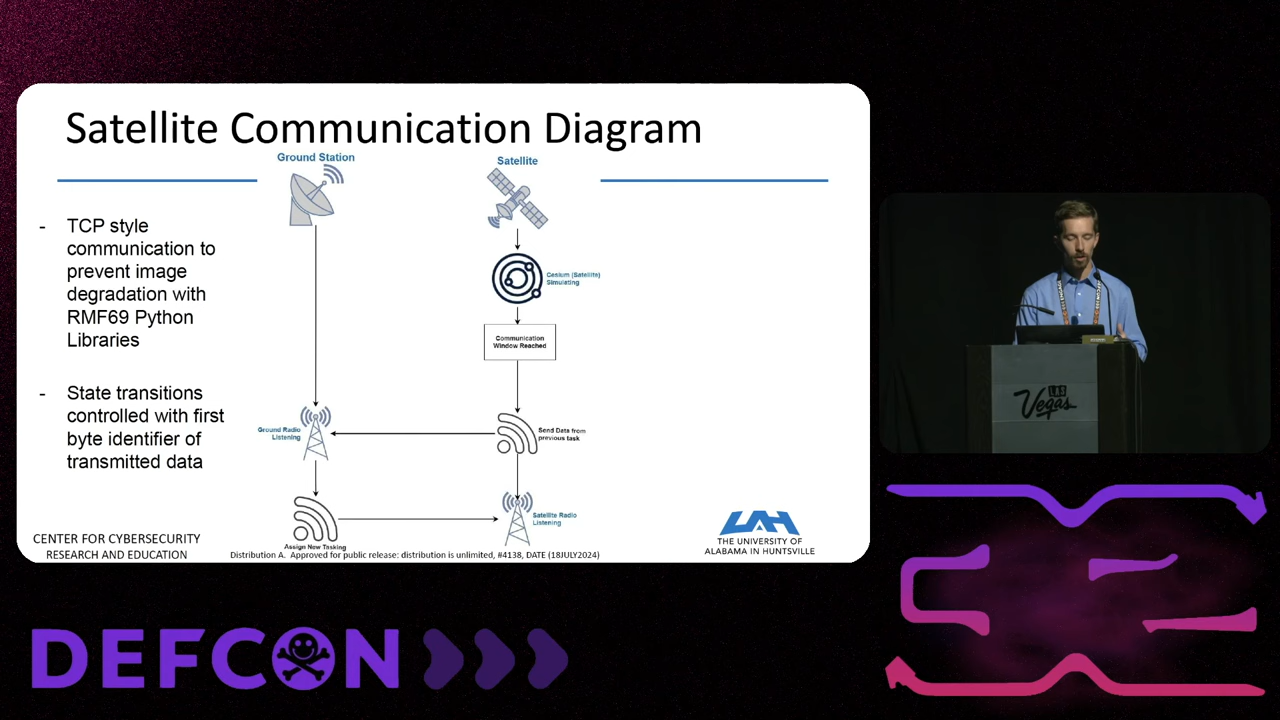 Satellite Communication Diagram
Ground Station
Satellite
- TCP style
communication to
prevent image
degradation with
RMF69 Python
Libraries
- State transitions
controlled with first
byte identifier of
transmitted data
Cesium (Satellite)
Simulating
Communication
Window Reached
Ground Radio
Listening
Send Data from
previous task
Satellite Radio
Listening
Assign New Tasking
CENTER FOR CYBERSECURITY
RESEARCH AND EDUCATION
Distribution A. Approved for public release: distribution is unlimited, #4138, DATE (18JULY2024)
UAH
THE UNIVERSITY OF
ALABAMA IN HUNTSVILLE
LAS
Vegas
DEFCON